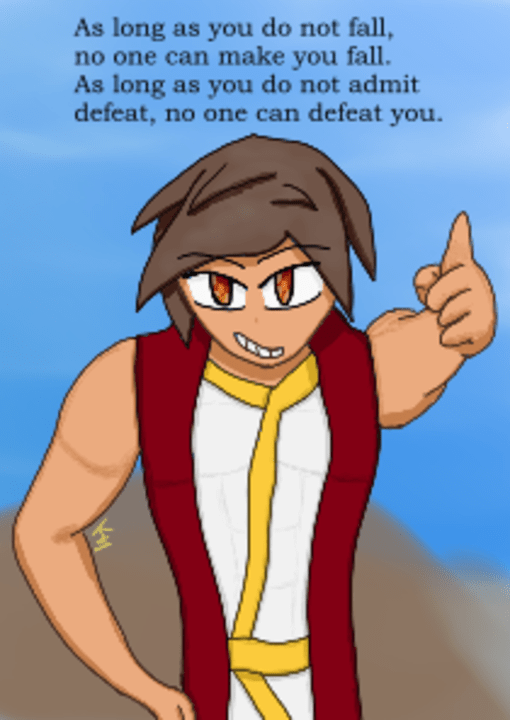 As long as you do not fall,
no one can make you fall.
As long as you do not admit
defeat, no one can defeat you.